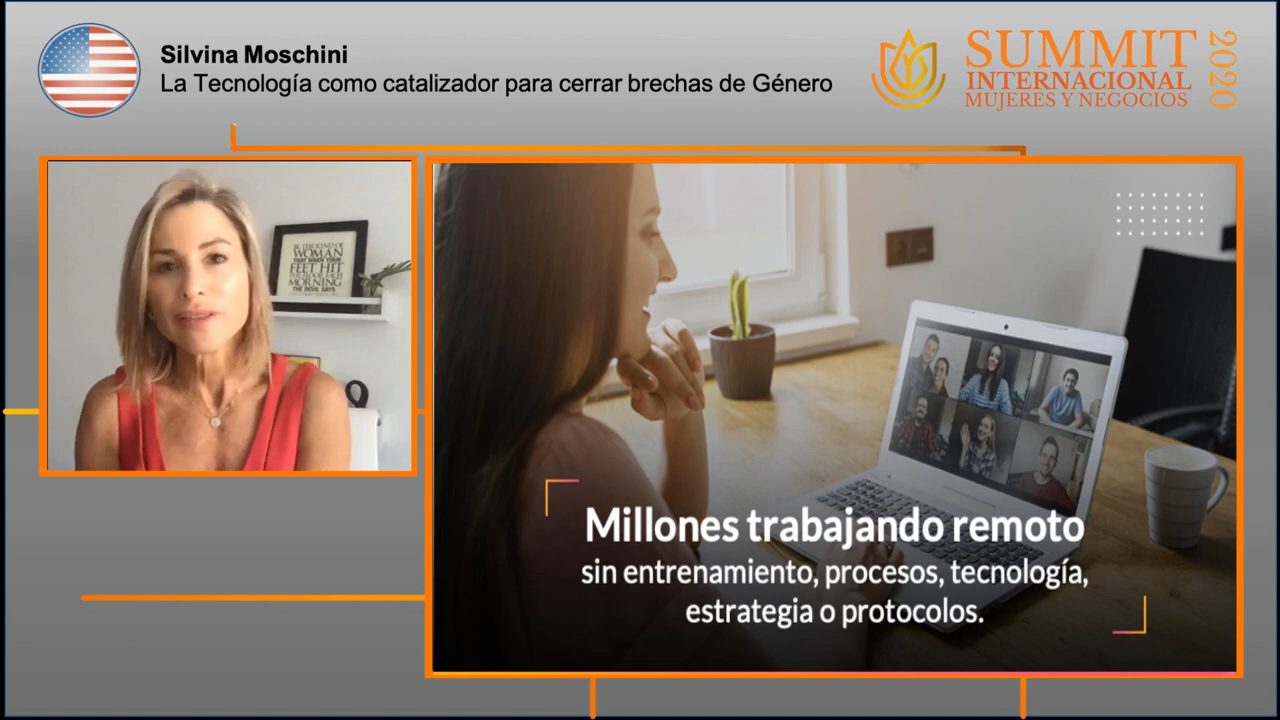 Silvina Moschini
La Tecnología como catalizador para cerrar brechas de Género
SUMMIT
INTERNACIONAL
MUJERES Y NEGOCIOS
2020
BE THE KIND OF
WOMAN
THAT WHEN YOUR
FEET HIT
THE FLOOR EACH
MORNING
THE DEVIL SAYS
Millones trabajando remoto
sin entrenamiento, procesos, tecnología,
estrategia o protocolos.